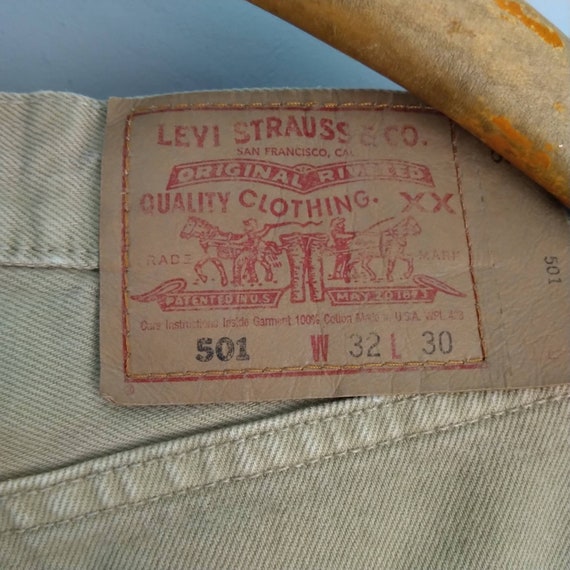 LEVI STRAUSS & CO.
SAN FRANCISCO, CAL
ORIGINAL RIVETED
QUALITY CLOTHING. XX
TRADE MARK
PATENTED IN U.S. MAY 20 1873
Care Instructions Inside Garment 100% Cotton Made in U.S.A. WPL 423
501 W 32 L 30
501